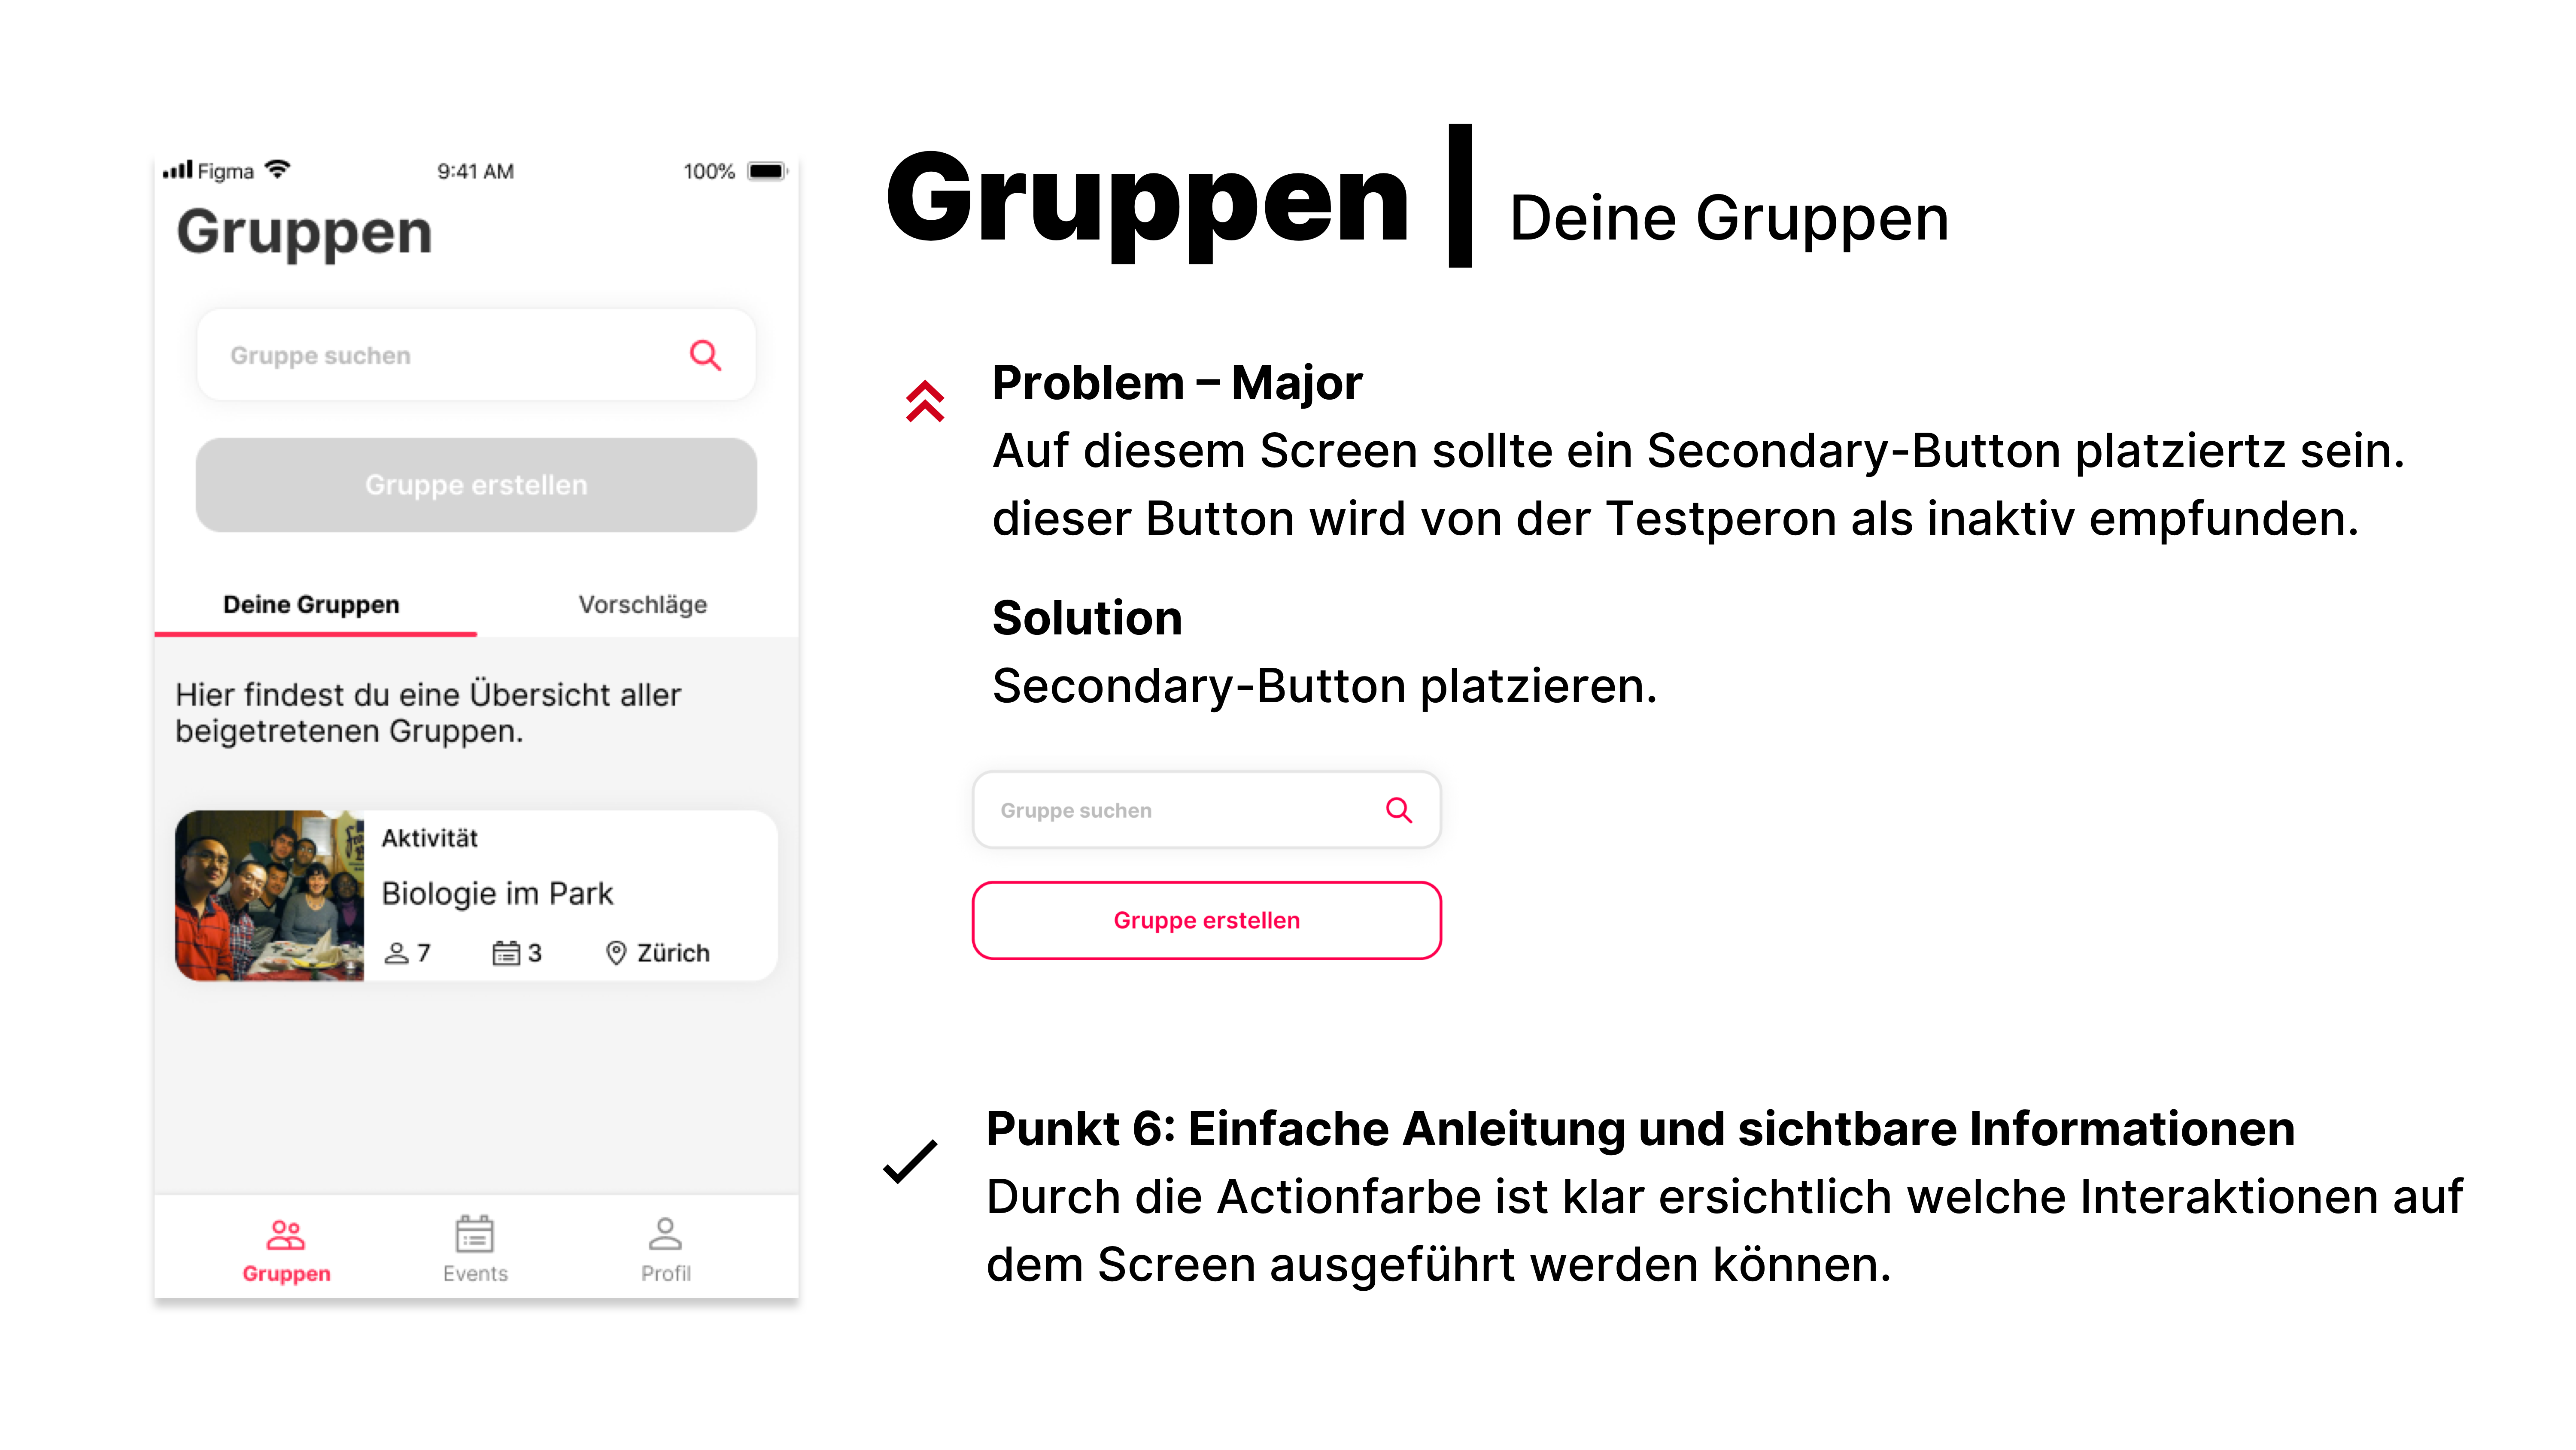 Figma 9:41 AM 100%
Gruppen
Gruppe suchen
Gruppe erstellen
Deine Gruppen Vorschläge
Hier findest du eine Übersicht aller
beigetretenen Gruppen.
Aktivität
Biologie im Park
7 3 Zürich
Gruppen Events Profil
Gruppen | Deine Gruppen
Problem – Major
Auf diesem Screen sollte ein Secondary-Button platziertz sein.
dieser Button wird von der Testperon als inaktiv empfunden.
Solution
Secondary-Button platzieren.
Gruppe suchen
Gruppe erstellen
Punkt 6: Einfache Anleitung und sichtbare Informationen
Durch die Actionfarbe ist klar ersichtlich welche Interaktionen auf
dem Screen ausgeführt werden können.